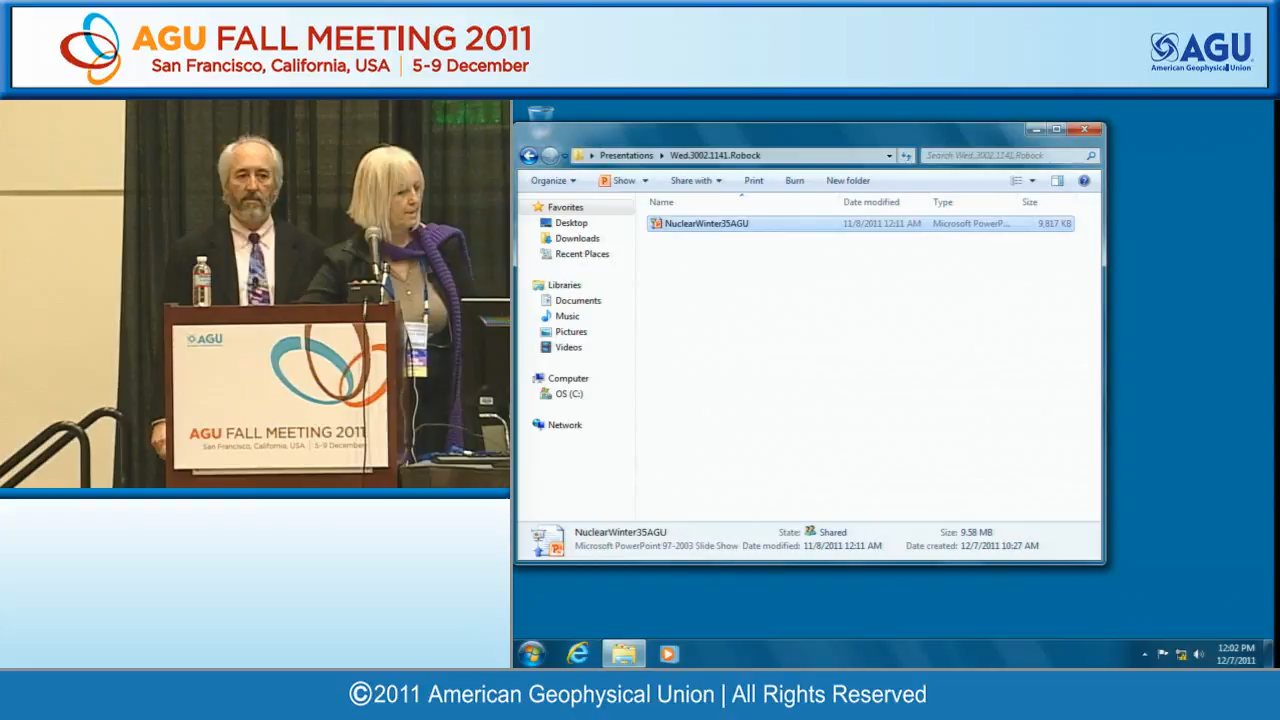 AGU FALL MEETING 2011
San Francisco, California, USA | 5-9 December
AGU
American Geophysical Union
Presentations
Wed.3002.1141.Robock
Search Wed.3002.1141.Robock
Organize
Show
Share with
Print
Burn
New folder
Name
Date modified
Type
Size
Favorites
Desktop
Downloads
Recent Places
Libraries
Documents
Music
Pictures
Videos
Computer
OS (C:)
Network
NuclearWinter35AGU
11/8/2011 12:11 AM
Microsoft PowerP...
9,817 KB
AGU
AGU FALL MEETING 2011
San Francisco, California, USA | 5-9 December
NuclearWinter35AGU
State: Shared
Size: 9.58 MB
Microsoft PowerPoint 97-2003 Slide Show
Date modified: 11/8/2011 12:11 AM
Date created: 12/7/2011 10:27 AM
12:02 PM
12/7/2011
©2011 American Geophysical Union | All Rights Reserved